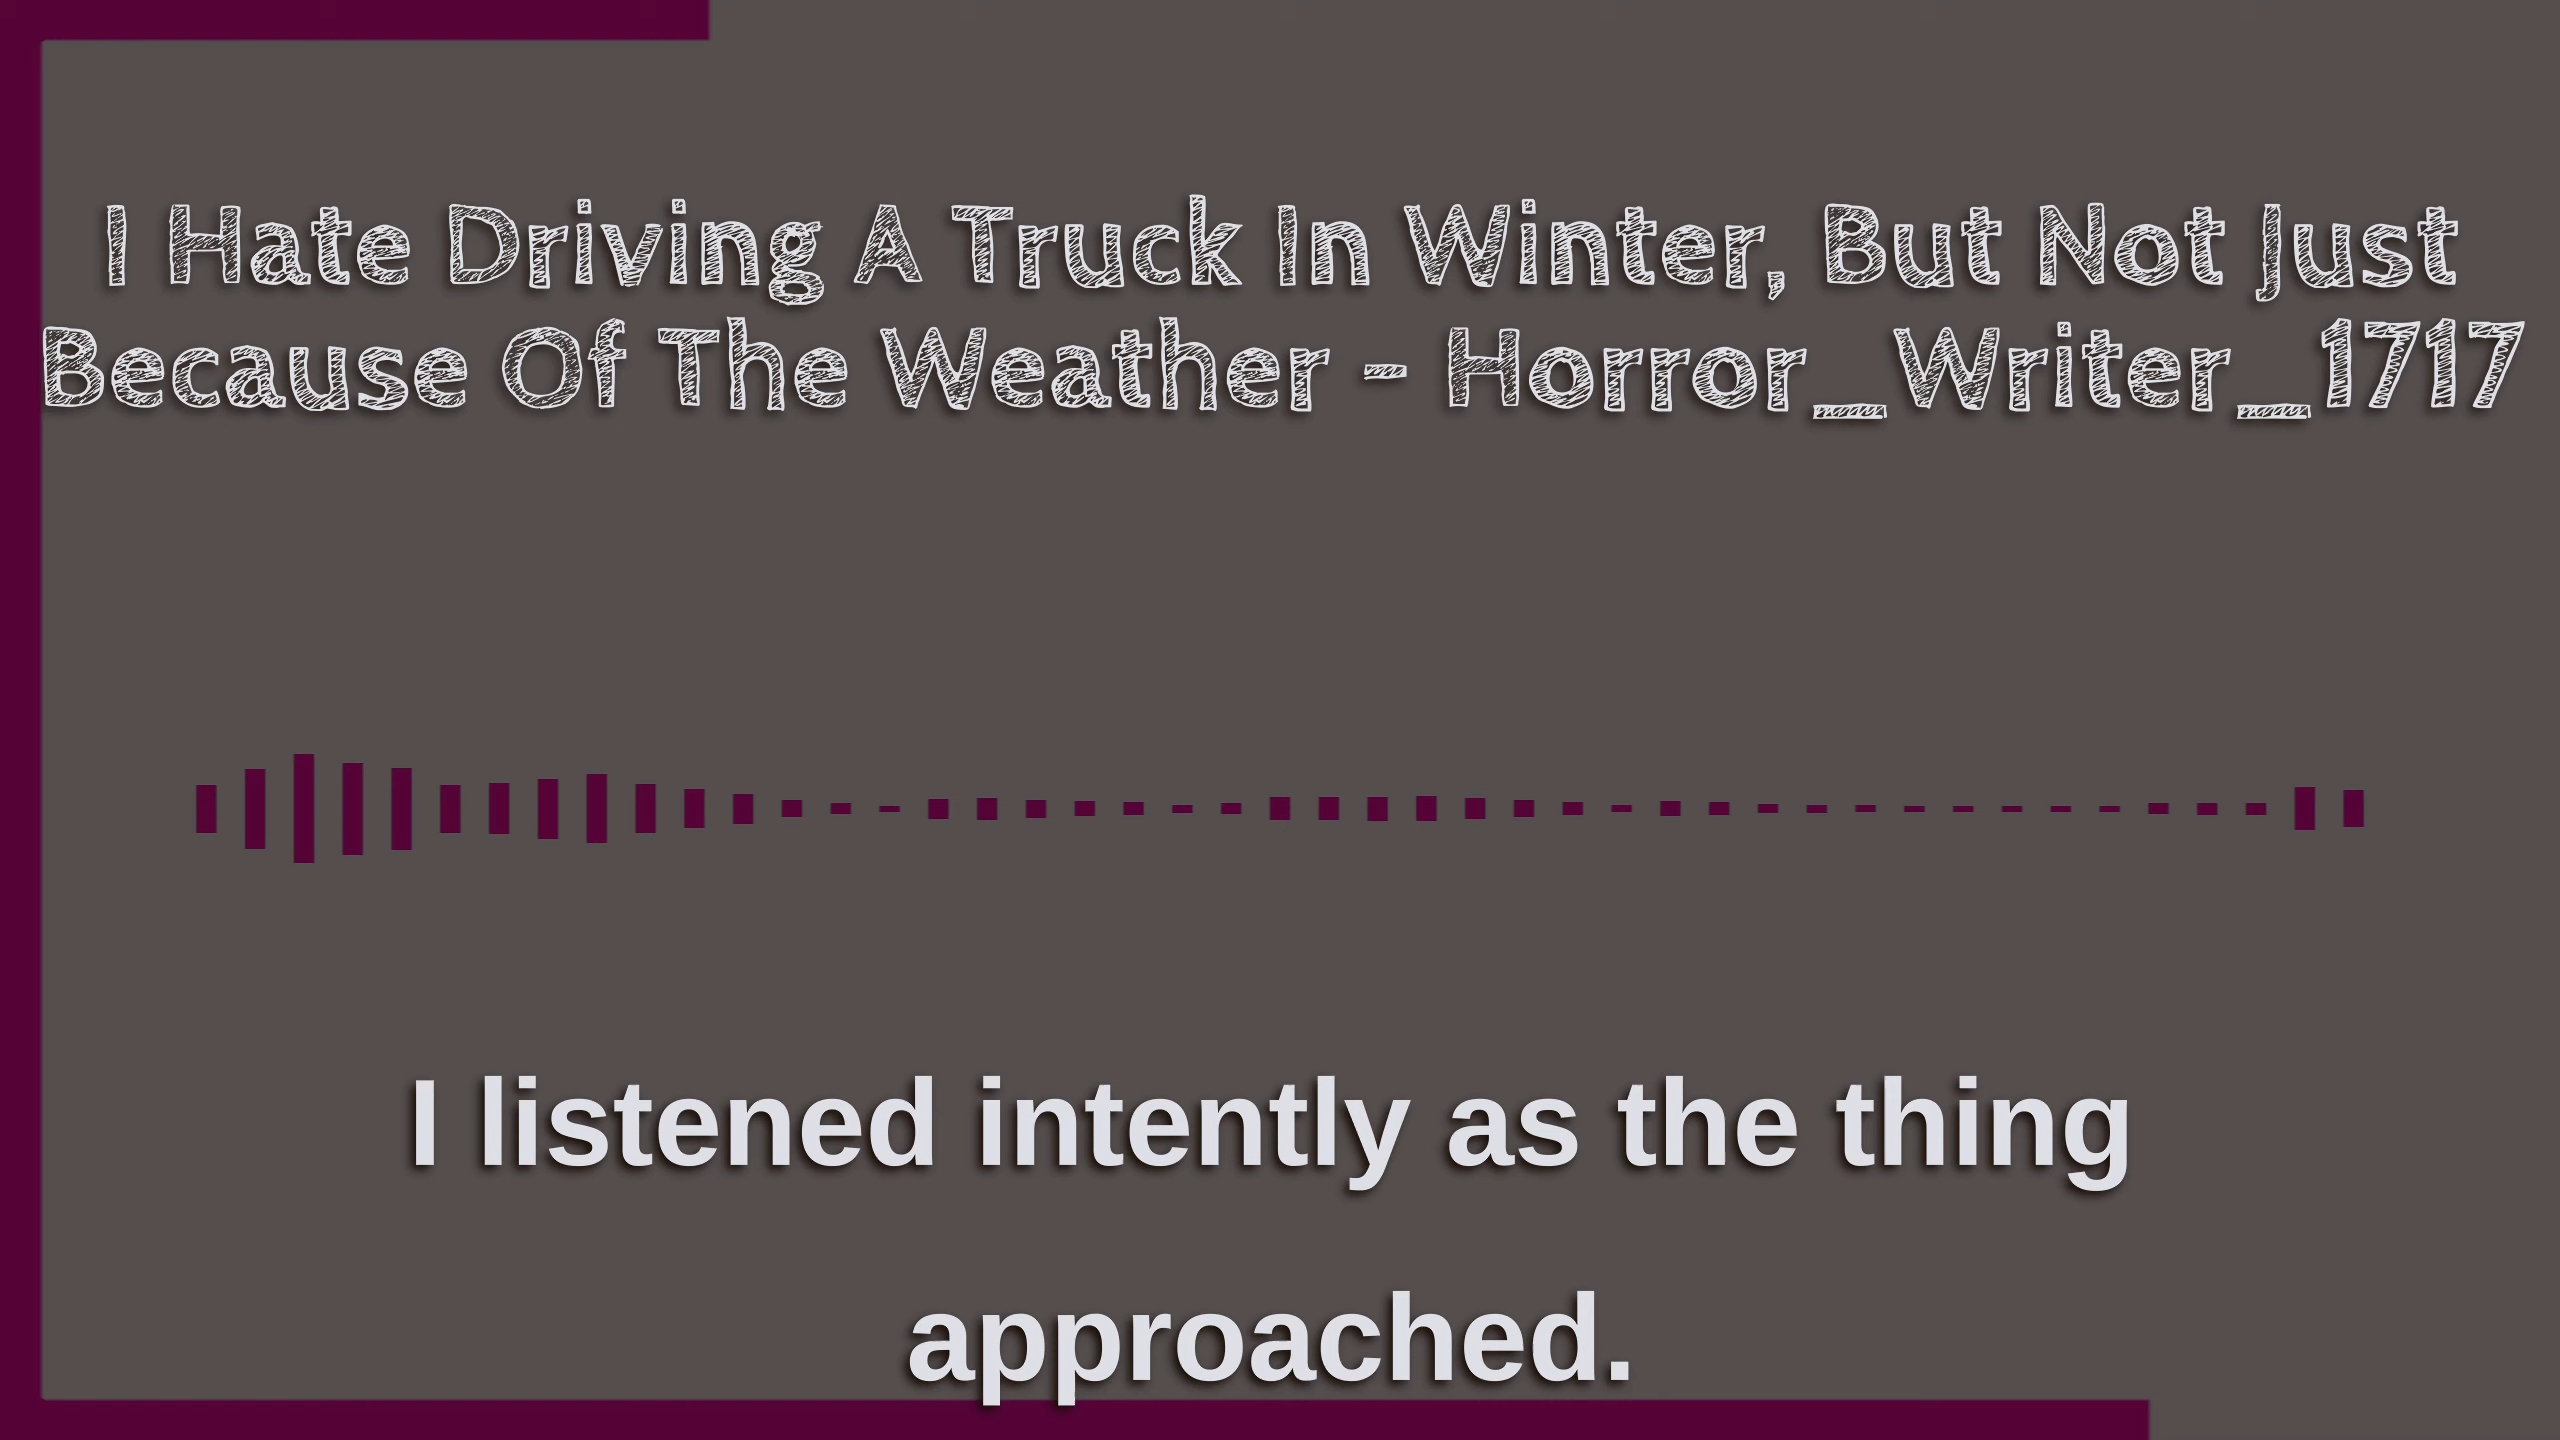 I Hate Driving A Truck In Winter, But Not Just
Because Of The Weather - Horror_Writer_1717
I listened intently as the thing
approached.